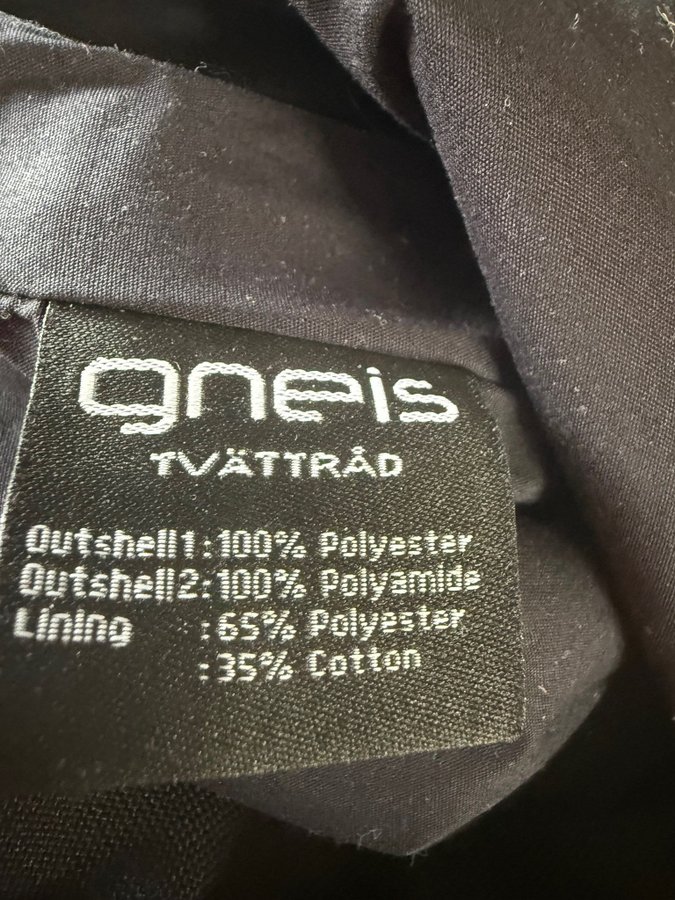 gneis
TVÄTTRÅD
Outshell1:100% Polyester
Outshell2:100% Polyamide
Lining :65% Polyester
:35% Cotton